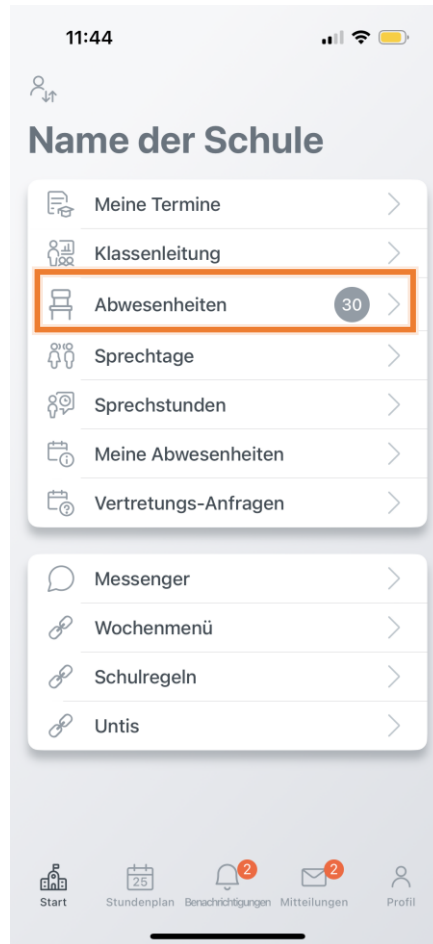 11:44
Name der Schule
Meine Termine
Klassenleitung
Abwesenheiten 30
Sprechtage
Sprechstunden
Meine Abwesenheiten
Vertretungs-Anfragen
Messenger
Wochenmenü
Schulregeln
Untis
25 2 2
Start Stundenplan Benachrichtigungen Mitteilungen Profil